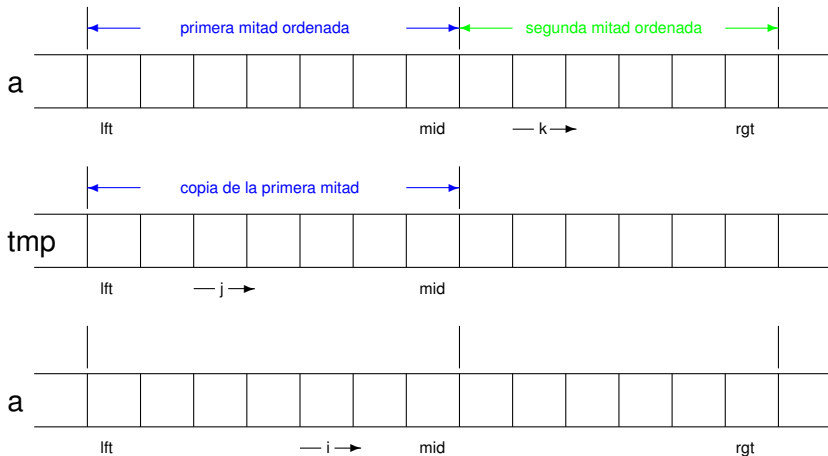 primera mitad ordenada segunda mitad ordenada
a
lft mid k rgt
copia de la primera mitad
tmp
lft j mid
a
lft i mid rgt